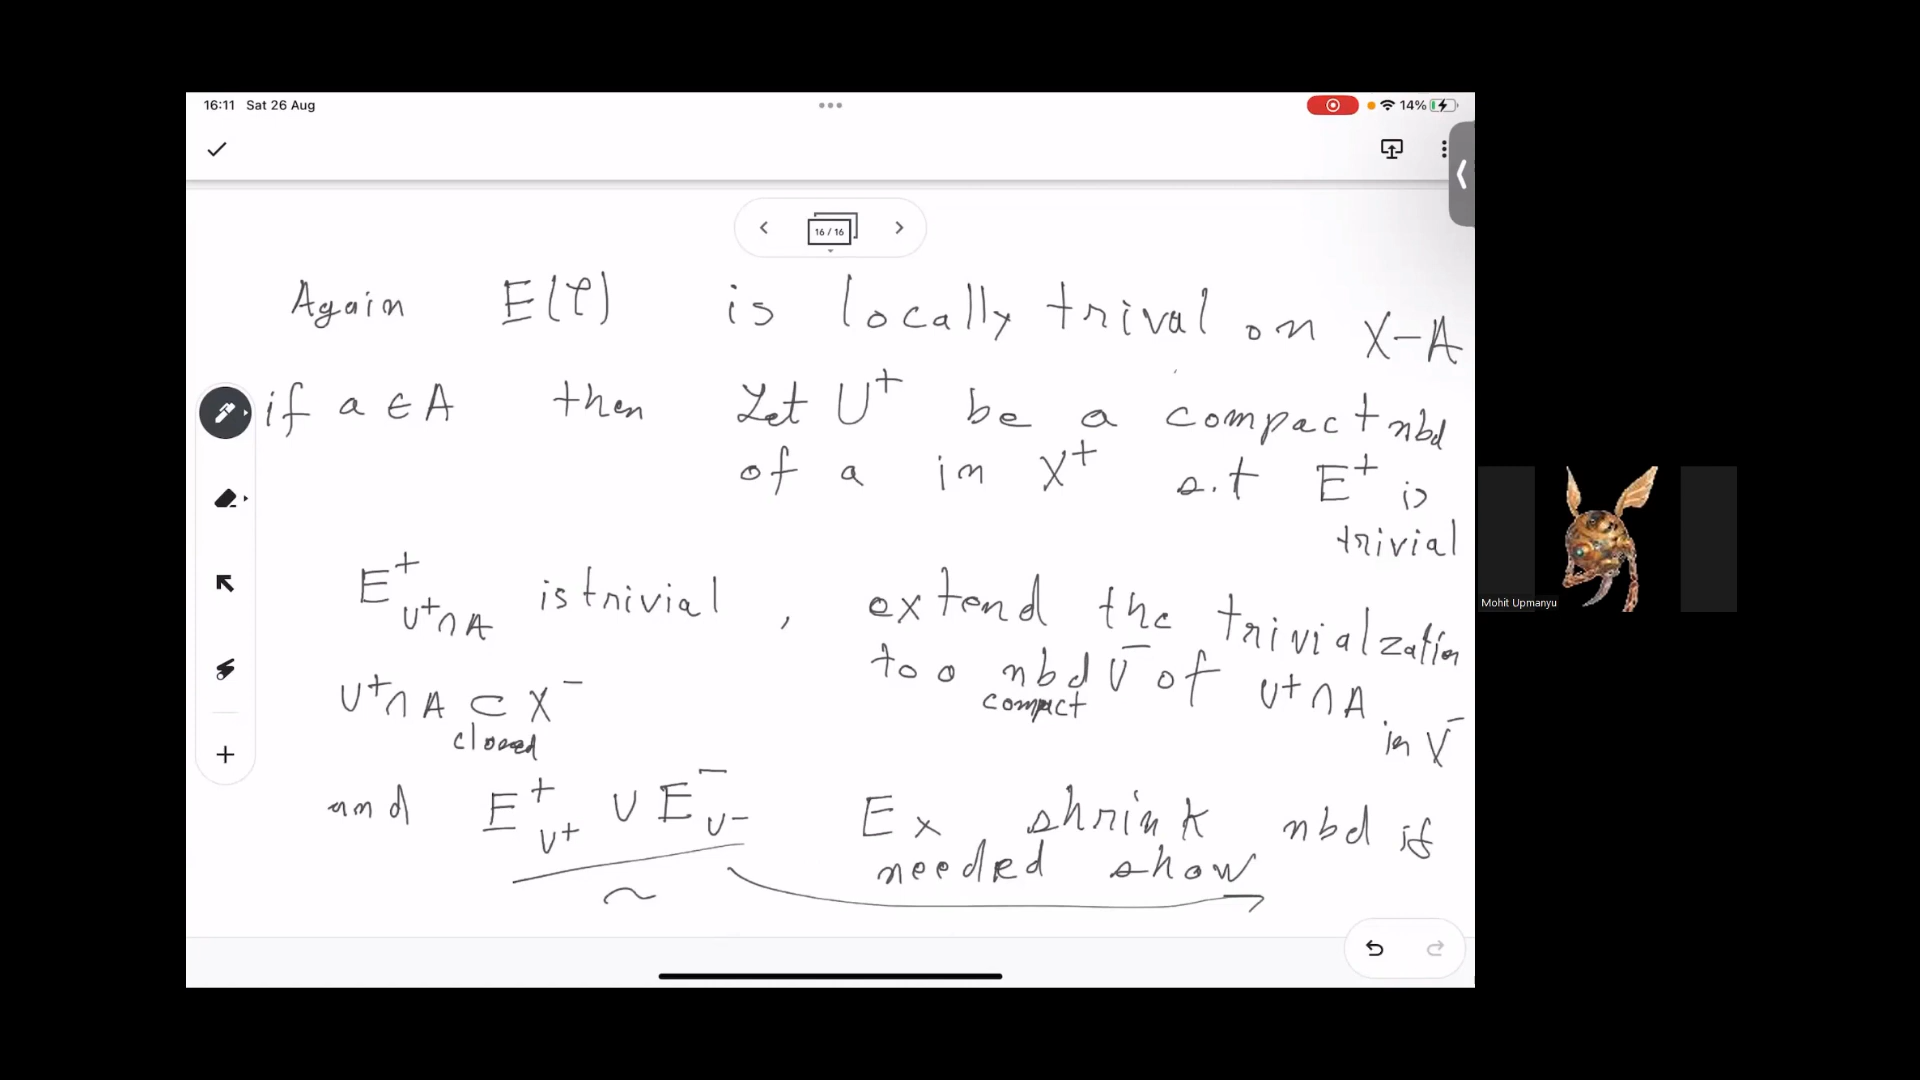 16:11 Sat 26 Aug
14%
16 / 16
Again E(φ) is locally trival on X-A
if a ∈ A then Let U⁺ be a compact nbd
of a in X⁺ s.t E⁺ is
trivial
E⁺_{U⁺∩A} is trivial , extend the trivialzation
to o nbd U⁻ of U⁺∩A
compact
U⁺∩A ⊂ X⁻
closed
in X⁻
and E⁺_{U⁺} ∪ E⁻_{U⁻} Ex shrink nbd if
needed show
~
Mohit Upmanyu